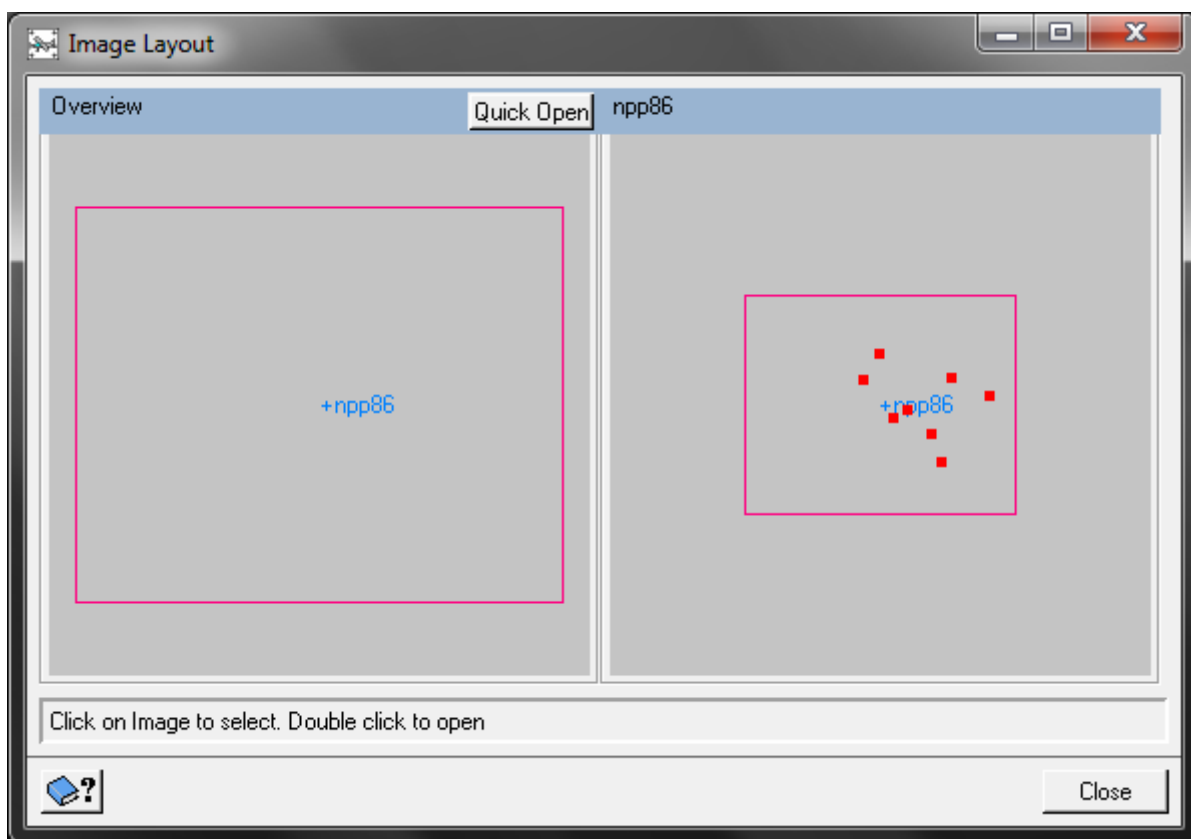 Image Layout
Overview
Quick Open
npp86
+npp86
+npp86
Click on Image to select. Double click to open
?
Close